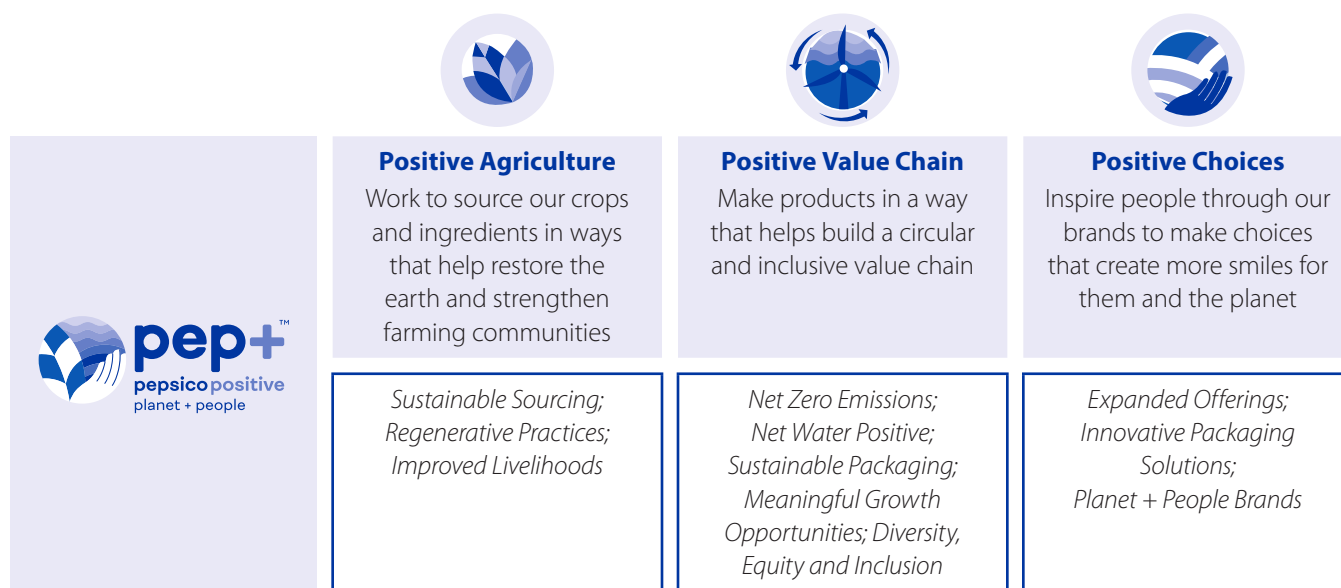 pep+™
pepsico positive
planet + people
Positive Agriculture
Work to source our crops
and ingredients in ways
that help restore the
earth and strengthen
farming communities
Sustainable Sourcing;
Regenerative Practices;
Improved Livelihoods
Positive Value Chain
Make products in a way
that helps build a circular
and inclusive value chain
Net Zero Emissions;
Net Water Positive;
Sustainable Packaging;
Meaningful Growth
Opportunities; Diversity,
Equity and Inclusion
Positive Choices
Inspire people through our
brands to make choices
that create more smiles for
them and the planet
Expanded Offerings;
Innovative Packaging
Solutions;
Planet + People Brands